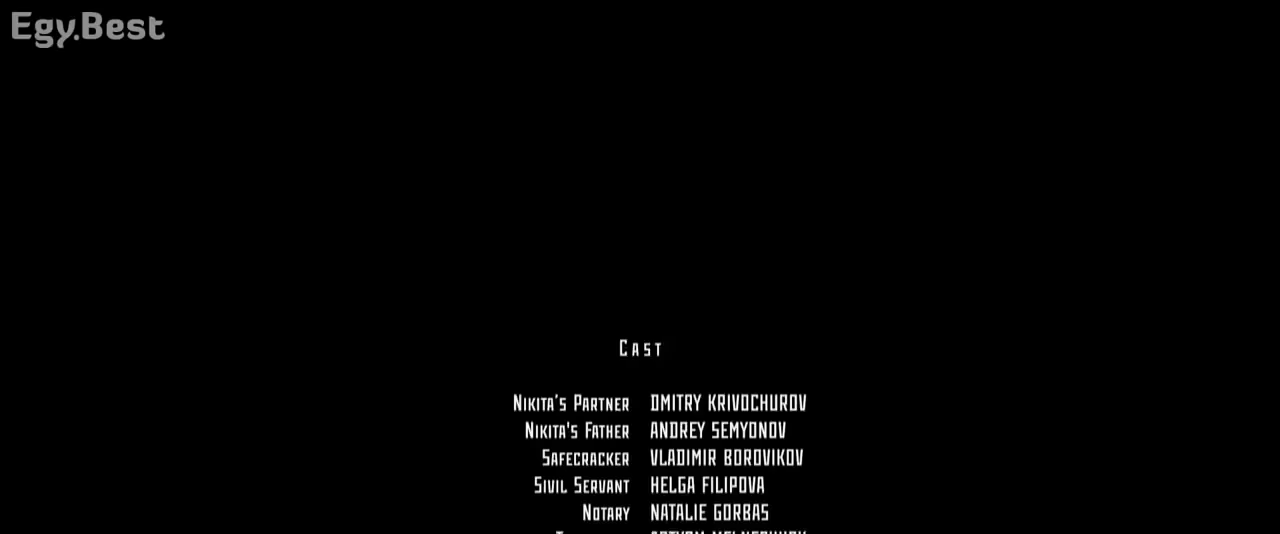 Egy.Best
Cast
Nikita's Partner DMITRY KRIVOCHUROV
Nikita's Father ANDREY SEMYONOV
Safecracker VLADIMIR BOROVIKOV
Sivil Servant HELGA FILIPOVA
Notary NATALIE GORBAS